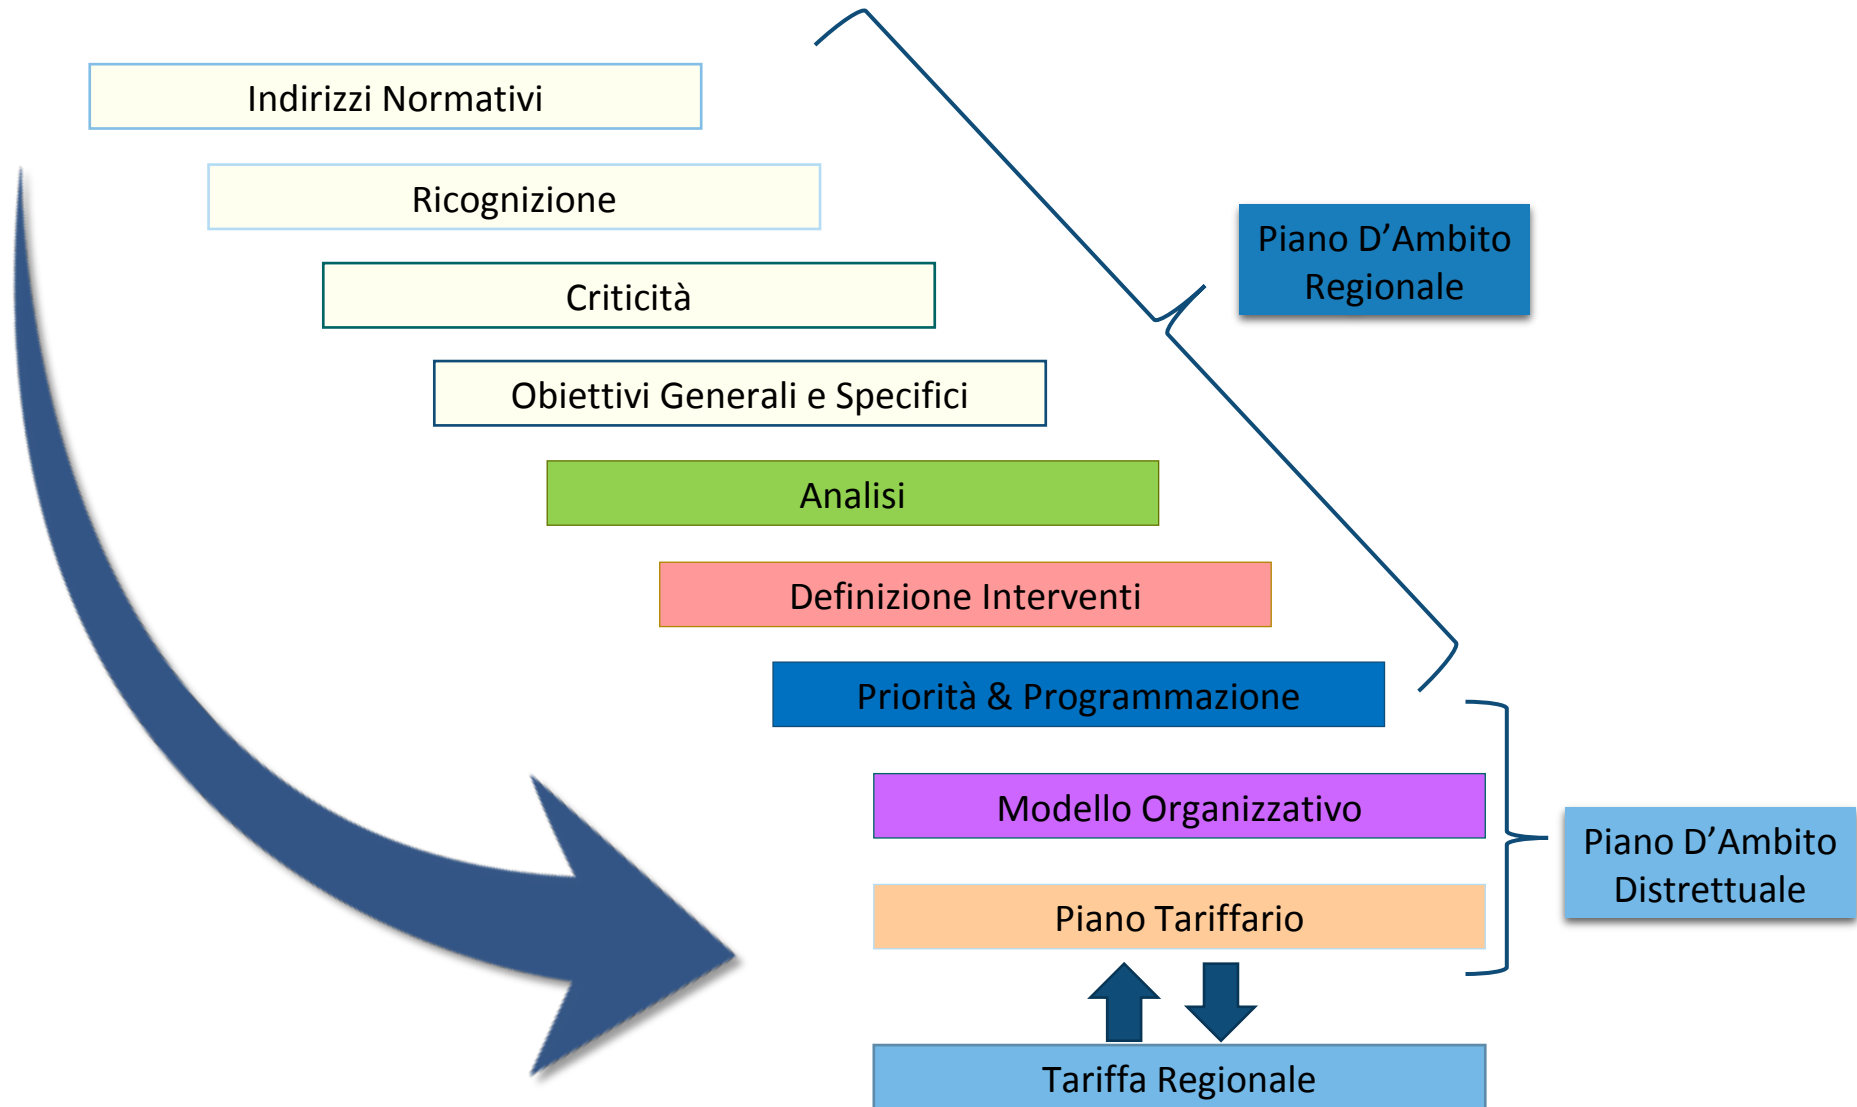 Indirizzi Normativi
Ricognizione
Piano D’Ambito
Regionale
Criticità
Obiettivi Generali e Specifici
Analisi
Definizione Interventi
Priorità & Programmazione
Modello Organizzativo
Piano D’Ambito
Distrettuale
Piano Tariffario
Tariffa Regionale